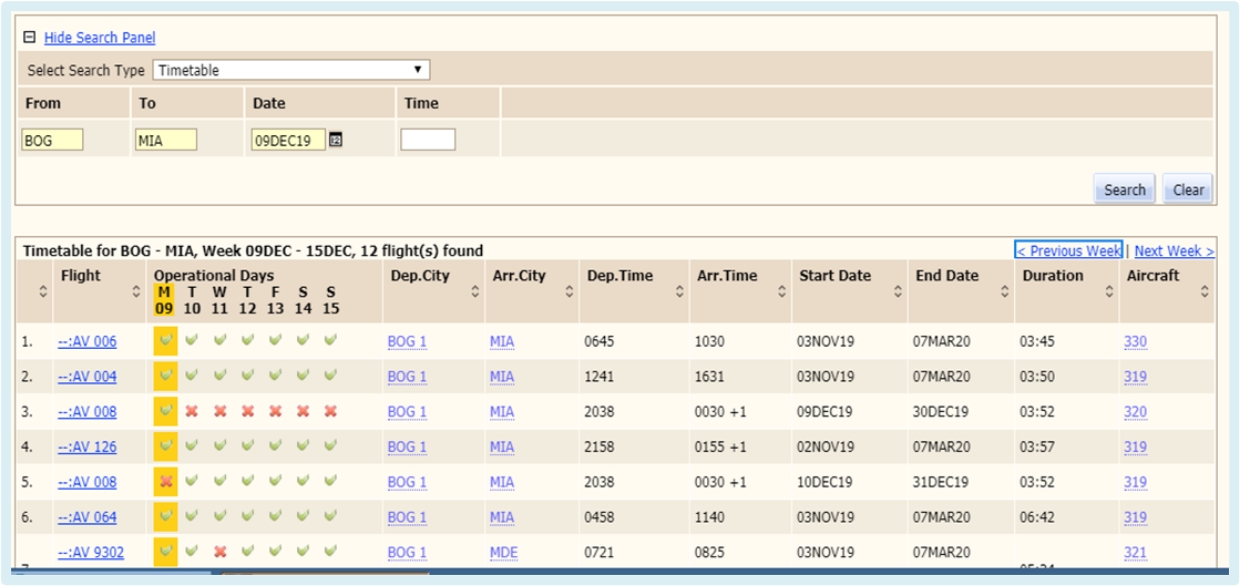 Hide Search Panel
Select Search Type Timetable
From To Date Time
BOG MIA 09DEC19
Search Clear
Timetable for BOG - MIA, Week 09DEC - 15DEC, 12 flight(s) found < Previous Week | Next Week >
Flight Operational Days Dep.City Arr.City Dep.Time Arr.Time Start Date End Date Duration Aircraft
M T W T F S S
09 10 11 12 13 14 15
1. --:AV 006 BOG 1 MIA 0645 1030 03NOV19 07MAR20 03:45 330
2. --:AV 004 BOG 1 MIA 1241 1631 03NOV19 07MAR20 03:50 319
3. --:AV 008 BOG 1 MIA 2038 0030 +1 09DEC19 30DEC19 03:52 320
4. --:AV 126 BOG 1 MIA 2158 0155 +1 02NOV19 07MAR20 03:57 319
5. --:AV 008 BOG 1 MIA 2038 0030 +1 10DEC19 31DEC19 03:52 319
6. --:AV 064 BOG 1 MIA 0458 1140 03NOV19 07MAR20 06:42 319
--:AV 9302 BOG 1 MDE 0721 0825 03NOV19 07MAR20 321